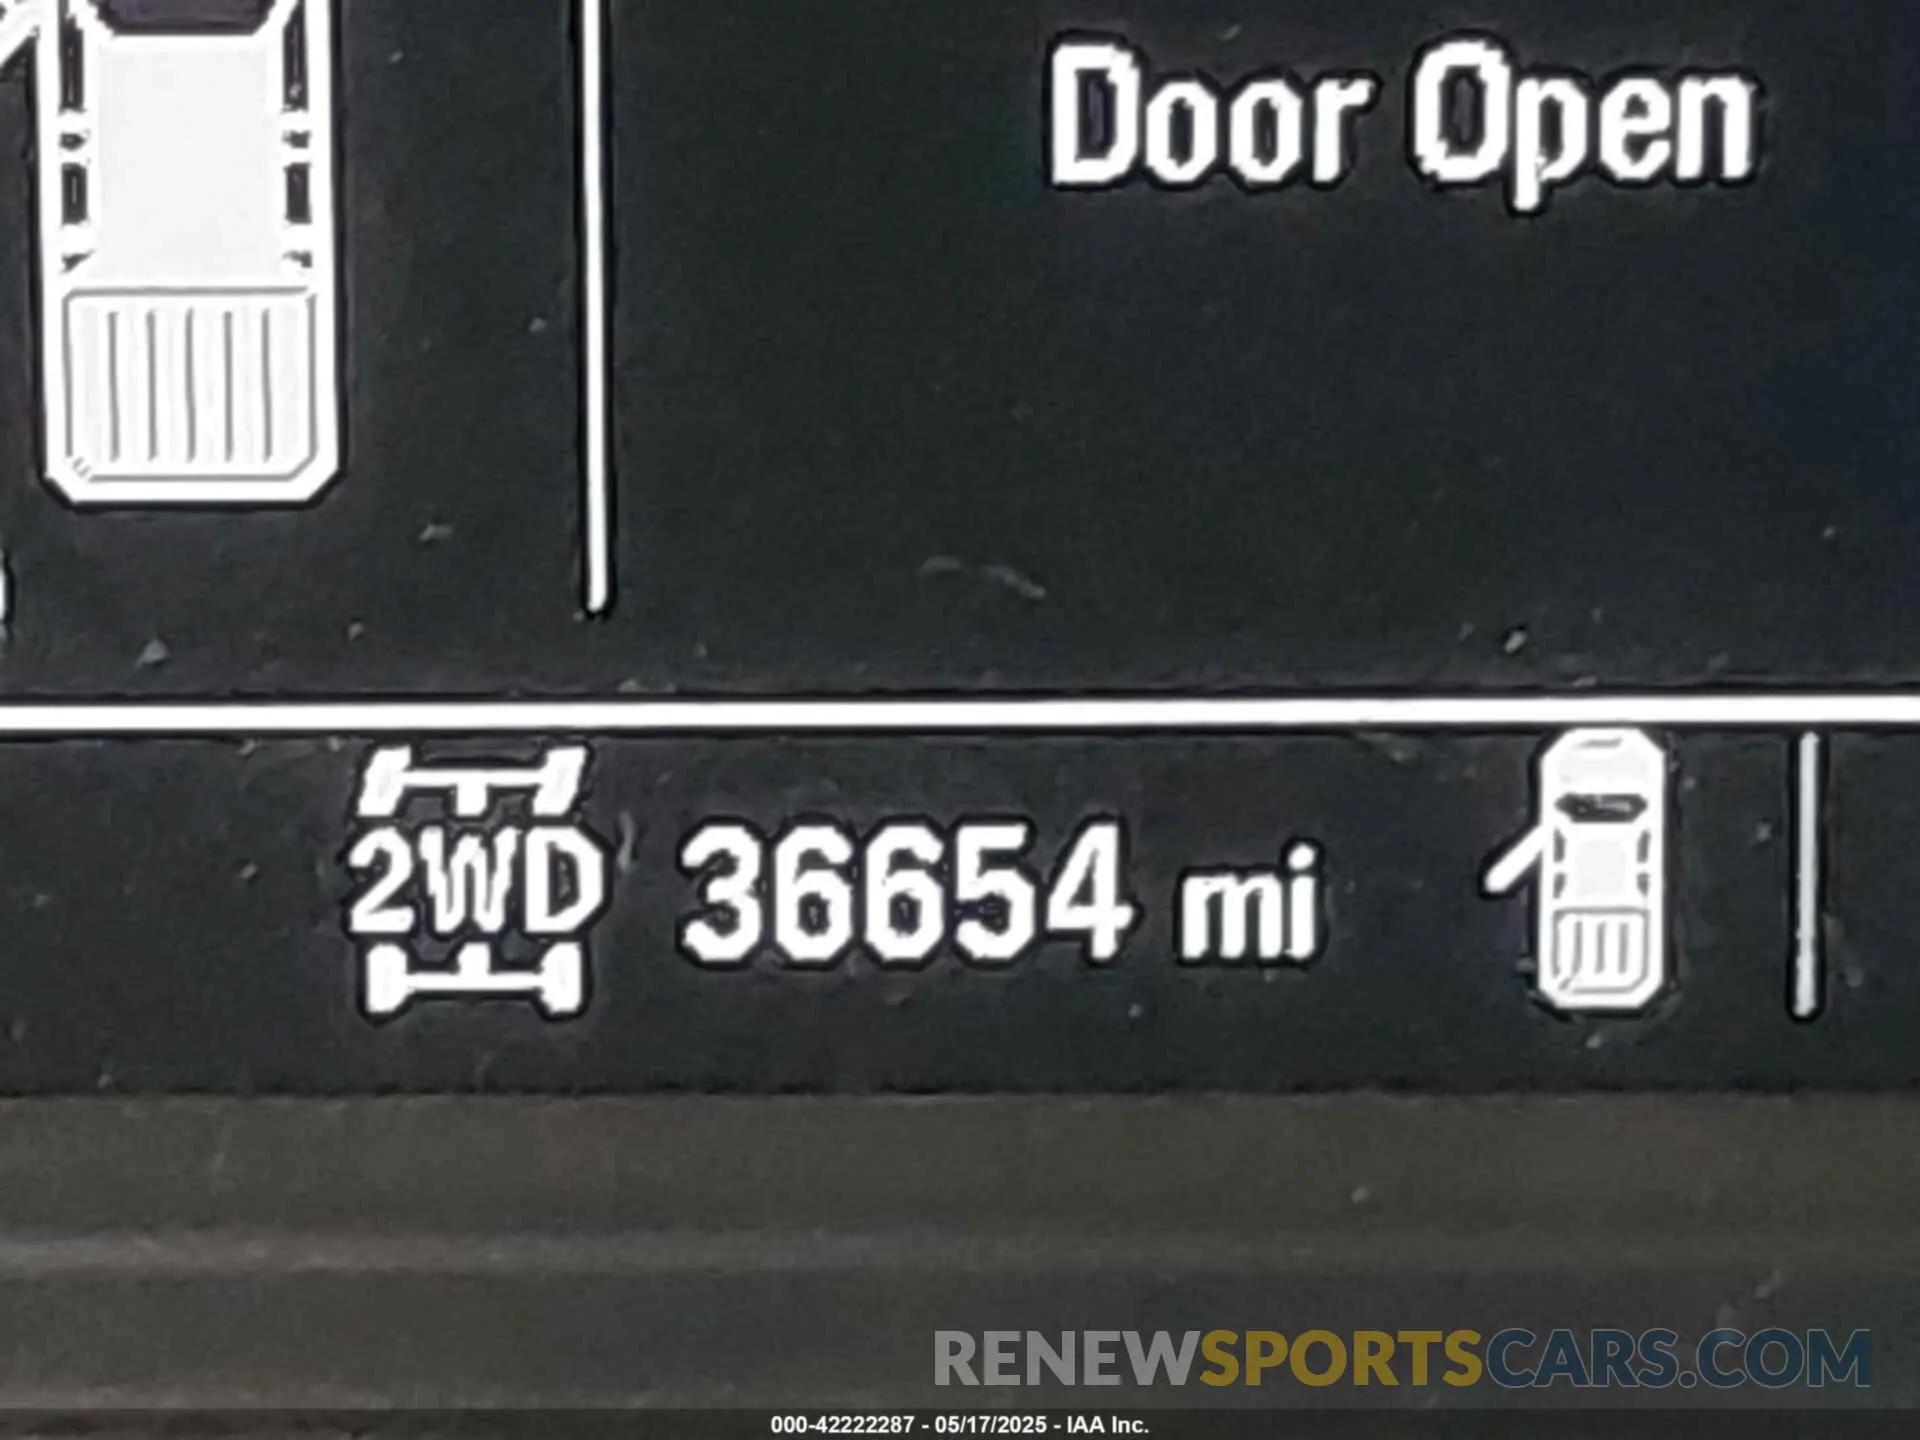 Door Open
2WD 36654 mi
RENEWSPORTSCARS.COM
000-42222287 - 05/17/2025 - IAA Inc.